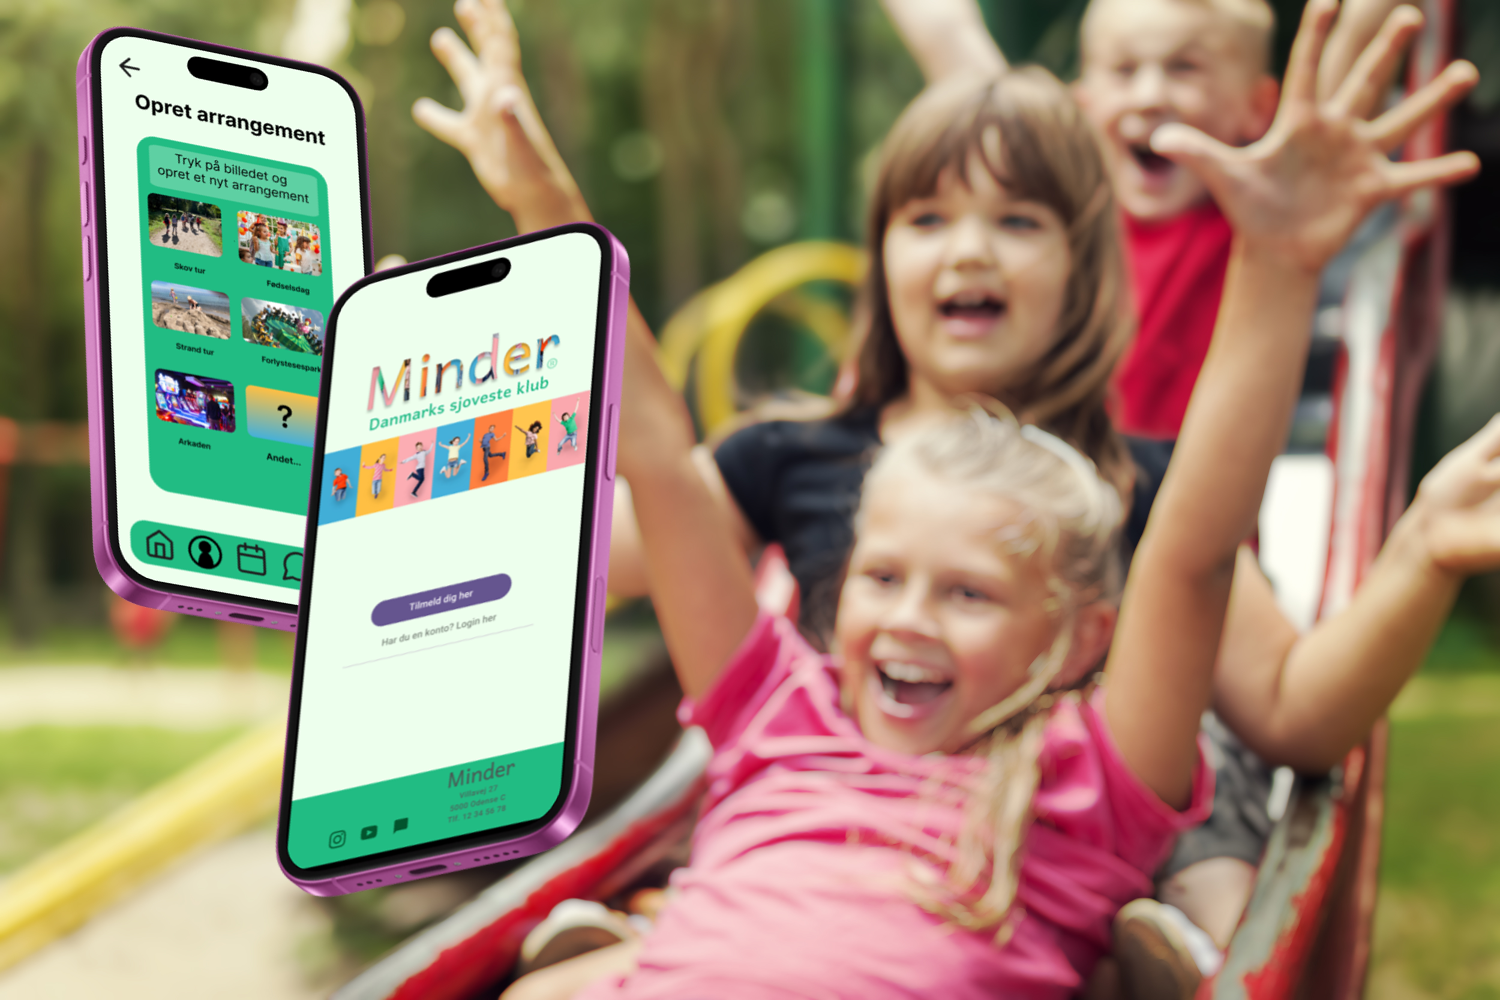 Opret arrangement
Tryk på billedet og
opret et nyt arrangement
Skov tur
Fødselsdag
Strand tur
Forlystelsespark
Arkaden
?
Andet...
Minder®
Danmarks sjoveste klub
Tilmeld dig her
Har du en konto? Login her
Minder
Villavej 27
5000 Odense C
Tlf. 12 34 56 78